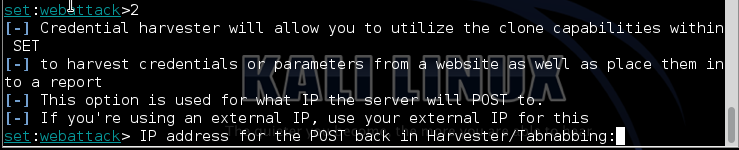 set:webattack>2
[-] Credential harvester will allow you to utilize the clone capabilities within
 SET
[-] to harvest credentials or parameters from a website as well as place them in
to a report
[-] This option is used for what IP the server will POST to.
[-] If you're using an external IP, use your external IP for this
set:webattack> IP address for the POST back in Harvester/Tabnabbing:
KALI LINUX